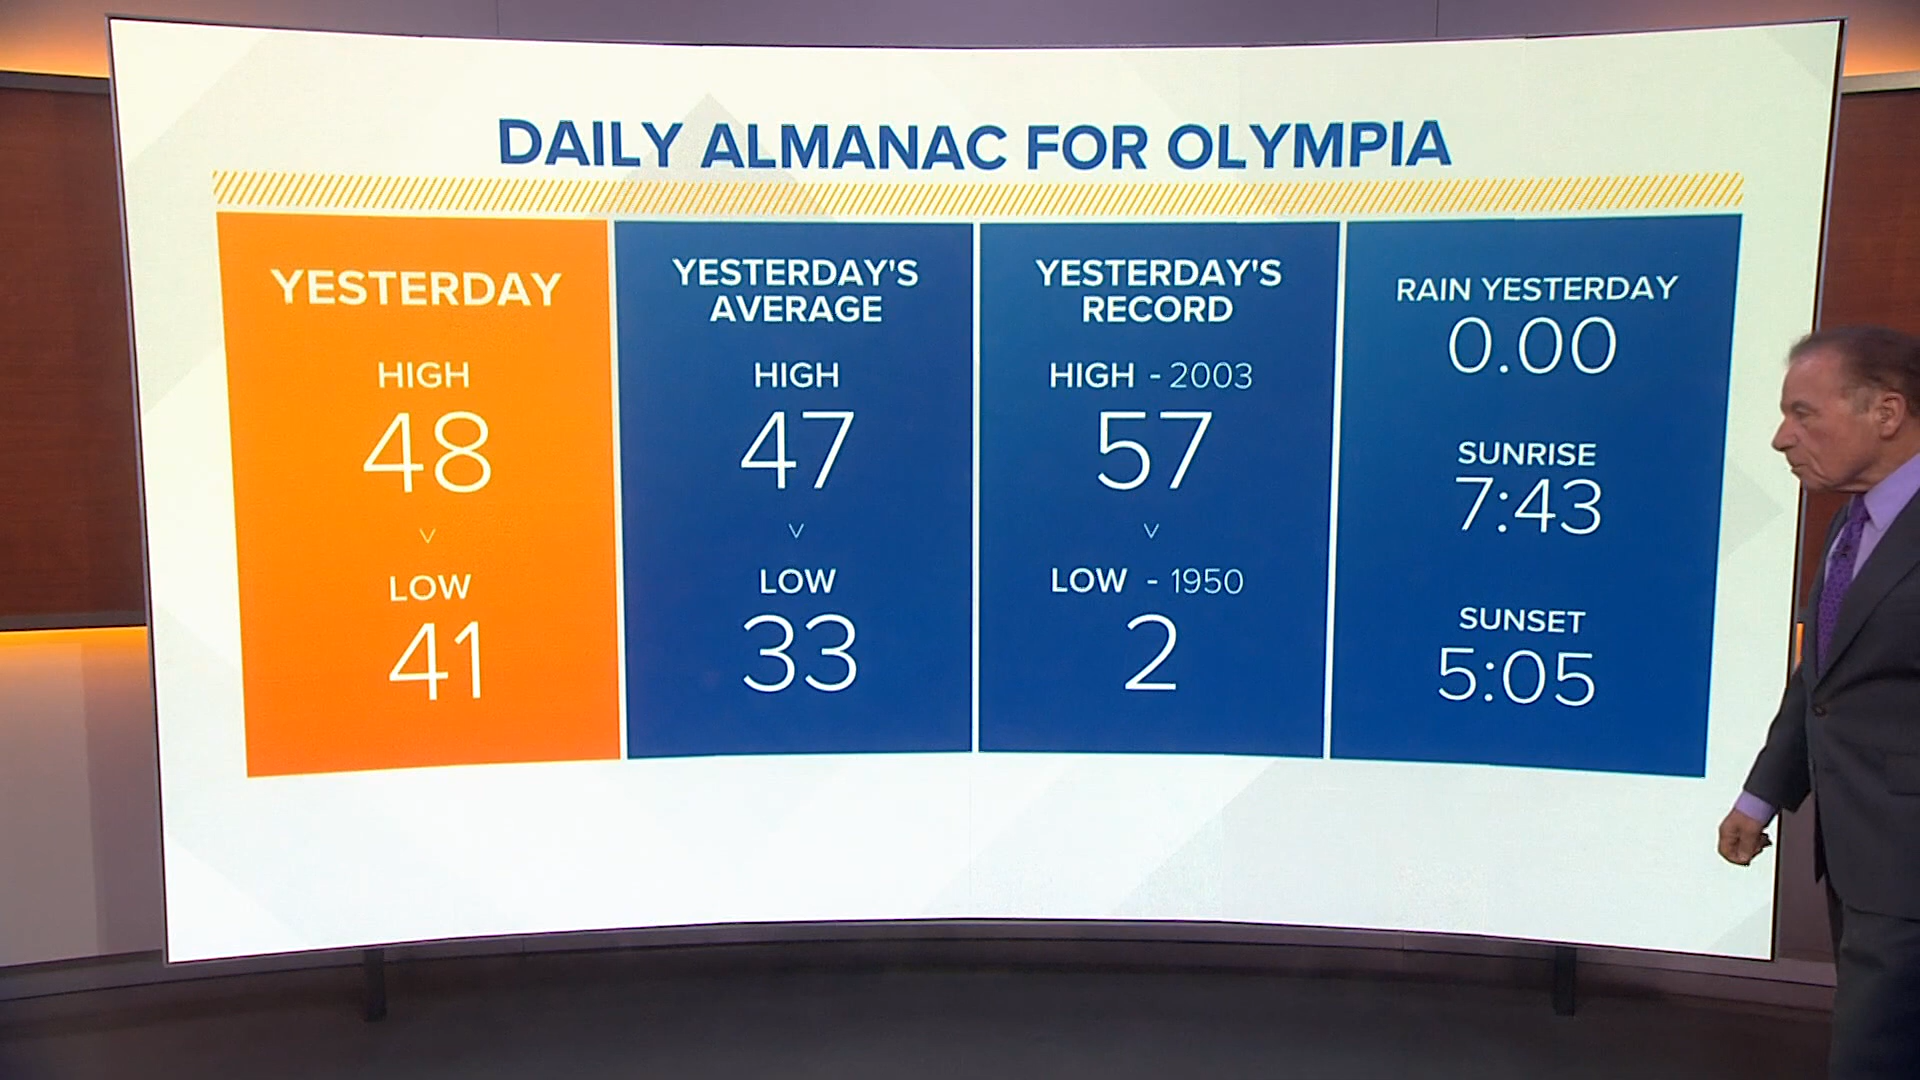 DAILY ALMANAC FOR OLYMPIA
YESTERDAY
HIGH
48
LOW
41
YESTERDAY'S
AVERAGE
HIGH
47
LOW
33
YESTERDAY'S
RECORD
HIGH - 2003
57
LOW - 1950
2
RAIN YESTERDAY
0.00
SUNRISE
7:43
SUNSET
5:05